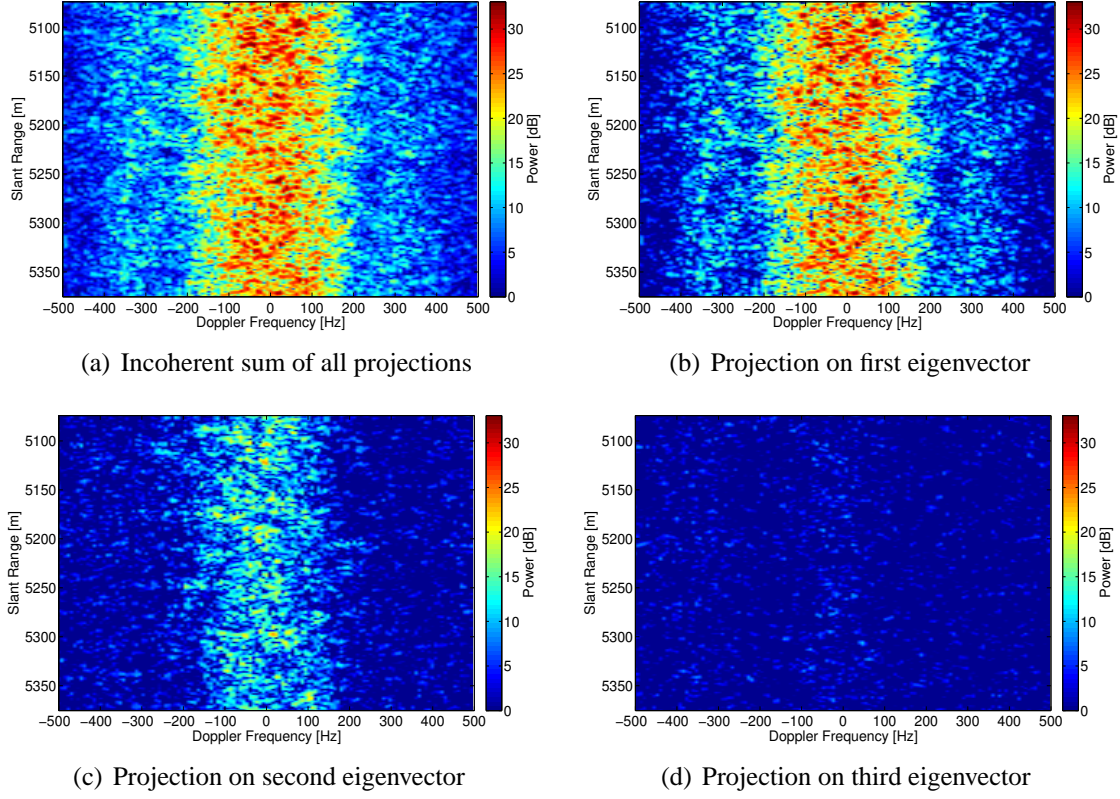 5100
5150
5200
5250
5300
5350
Slant Range [m]
−500 −400 −300 −200 −100 0 100 200 300 400 500
Doppler Frequency [Hz]
30
25
20
15
10
5
0
Power [dB]
(a) Incoherent sum of all projections
5100
5150
5200
5250
5300
5350
Slant Range [m]
−500 −400 −300 −200 −100 0 100 200 300 400 500
Doppler Frequency [Hz]
30
25
20
15
10
5
0
Power [dB]
(b) Projection on first eigenvector
5100
5150
5200
5250
5300
5350
Slant Range [m]
−500 −400 −300 −200 −100 0 100 200 300 400 500
Doppler Frequency [Hz]
30
25
20
15
10
5
0
Power [dB]
(c) Projection on second eigenvector
5100
5150
5200
5250
5300
5350
Slant Range [m]
−500 −400 −300 −200 −100 0 100 200 300 400 500
Doppler Frequency [Hz]
30
25
20
15
10
5
0
Power [dB]
(d) Projection on third eigenvector